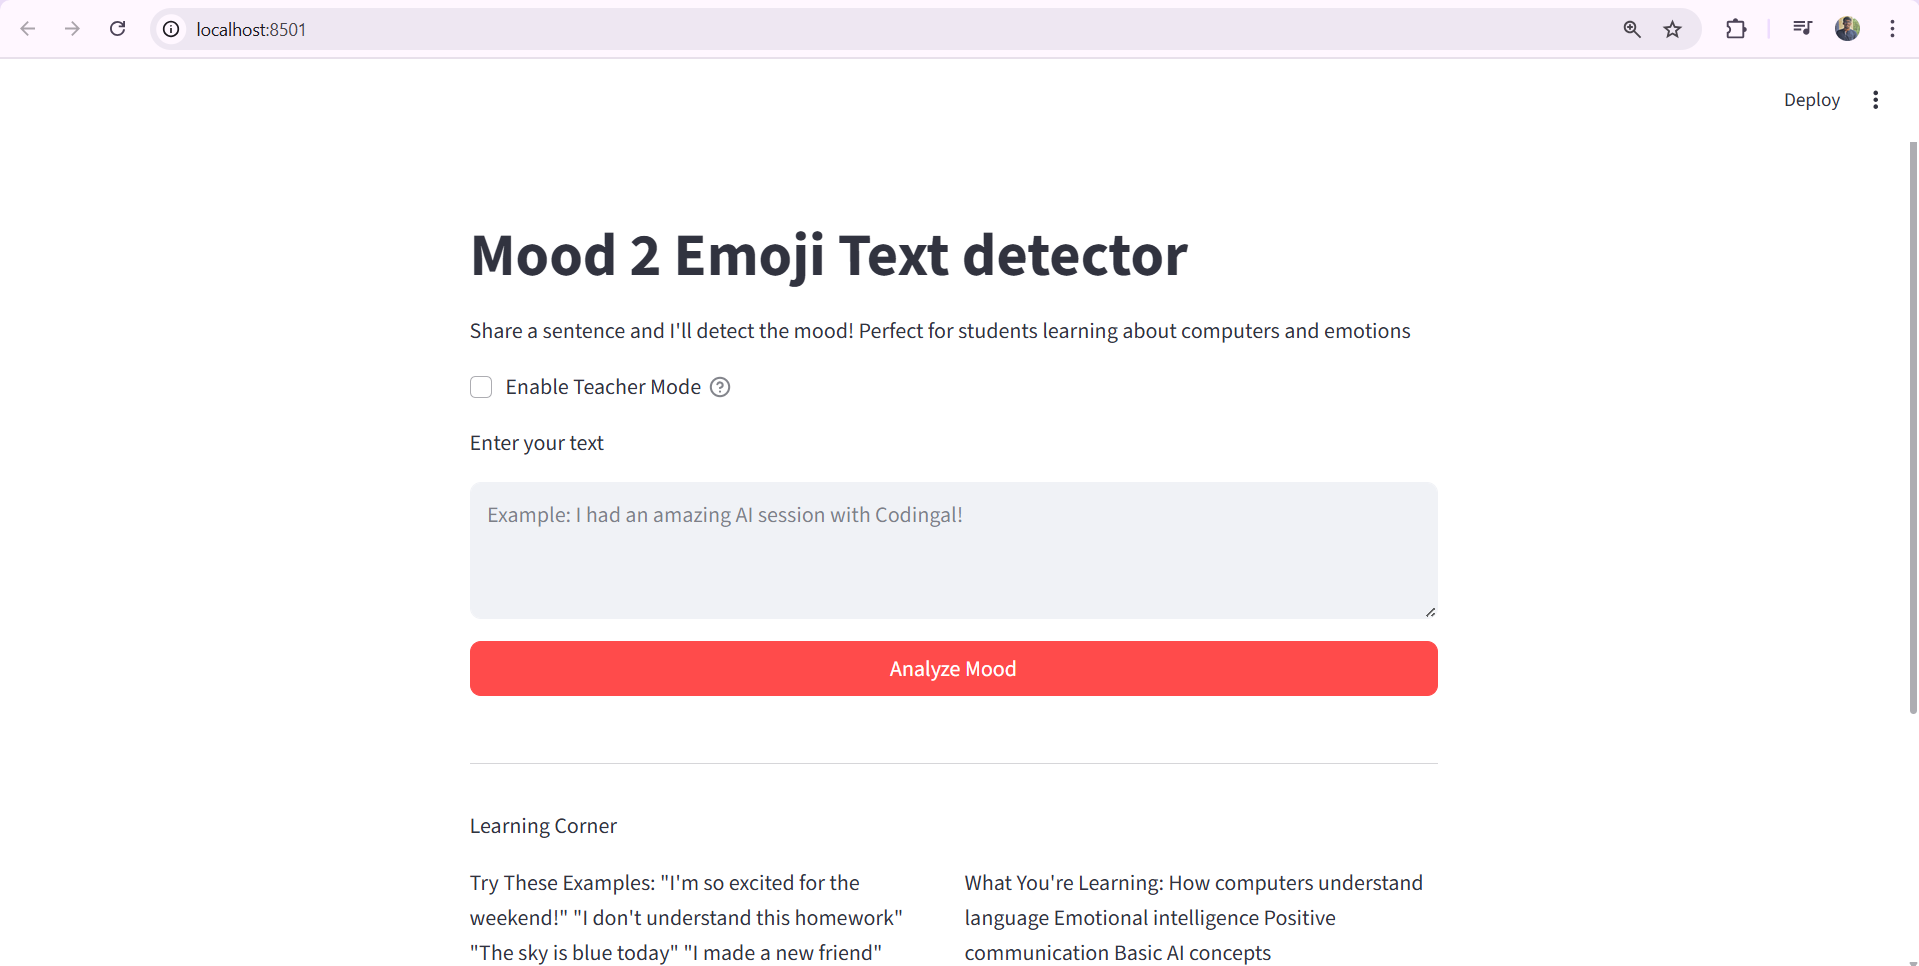 localhost:8501
Deploy
Mood 2 Emoji Text detector
Share a sentence and I'll detect the mood! Perfect for students learning about computers and emotions
Enable Teacher Mode
Enter your text
Example: I had an amazing AI session with Codingal!
Analyze Mood
Learning Corner
Try These Examples: "I'm so excited for the
weekend!" "I don't understand this homework"
"The sky is blue today" "I made a new friend"
What You're Learning: How computers understand
language Emotional intelligence Positive
communication Basic AI concepts